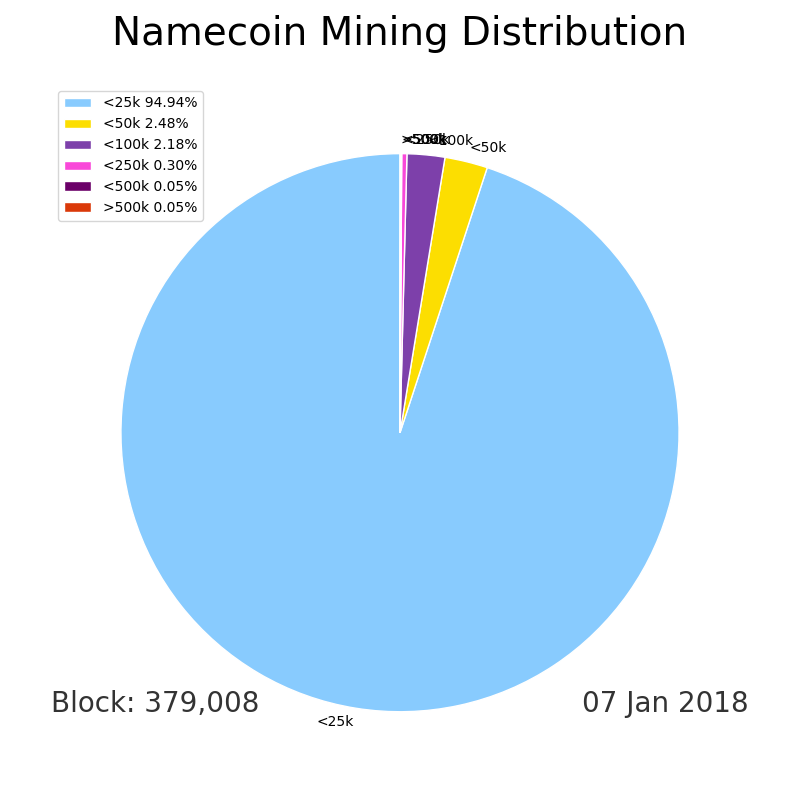 Namecoin Mining Distribution
<25k 94.94%
<50k 2.48%
<100k 2.18%
<250k 0.30%
<500k 0.05%
>500k 0.05%
<50k
Block: 379,008
07 Jan 2018
<25k